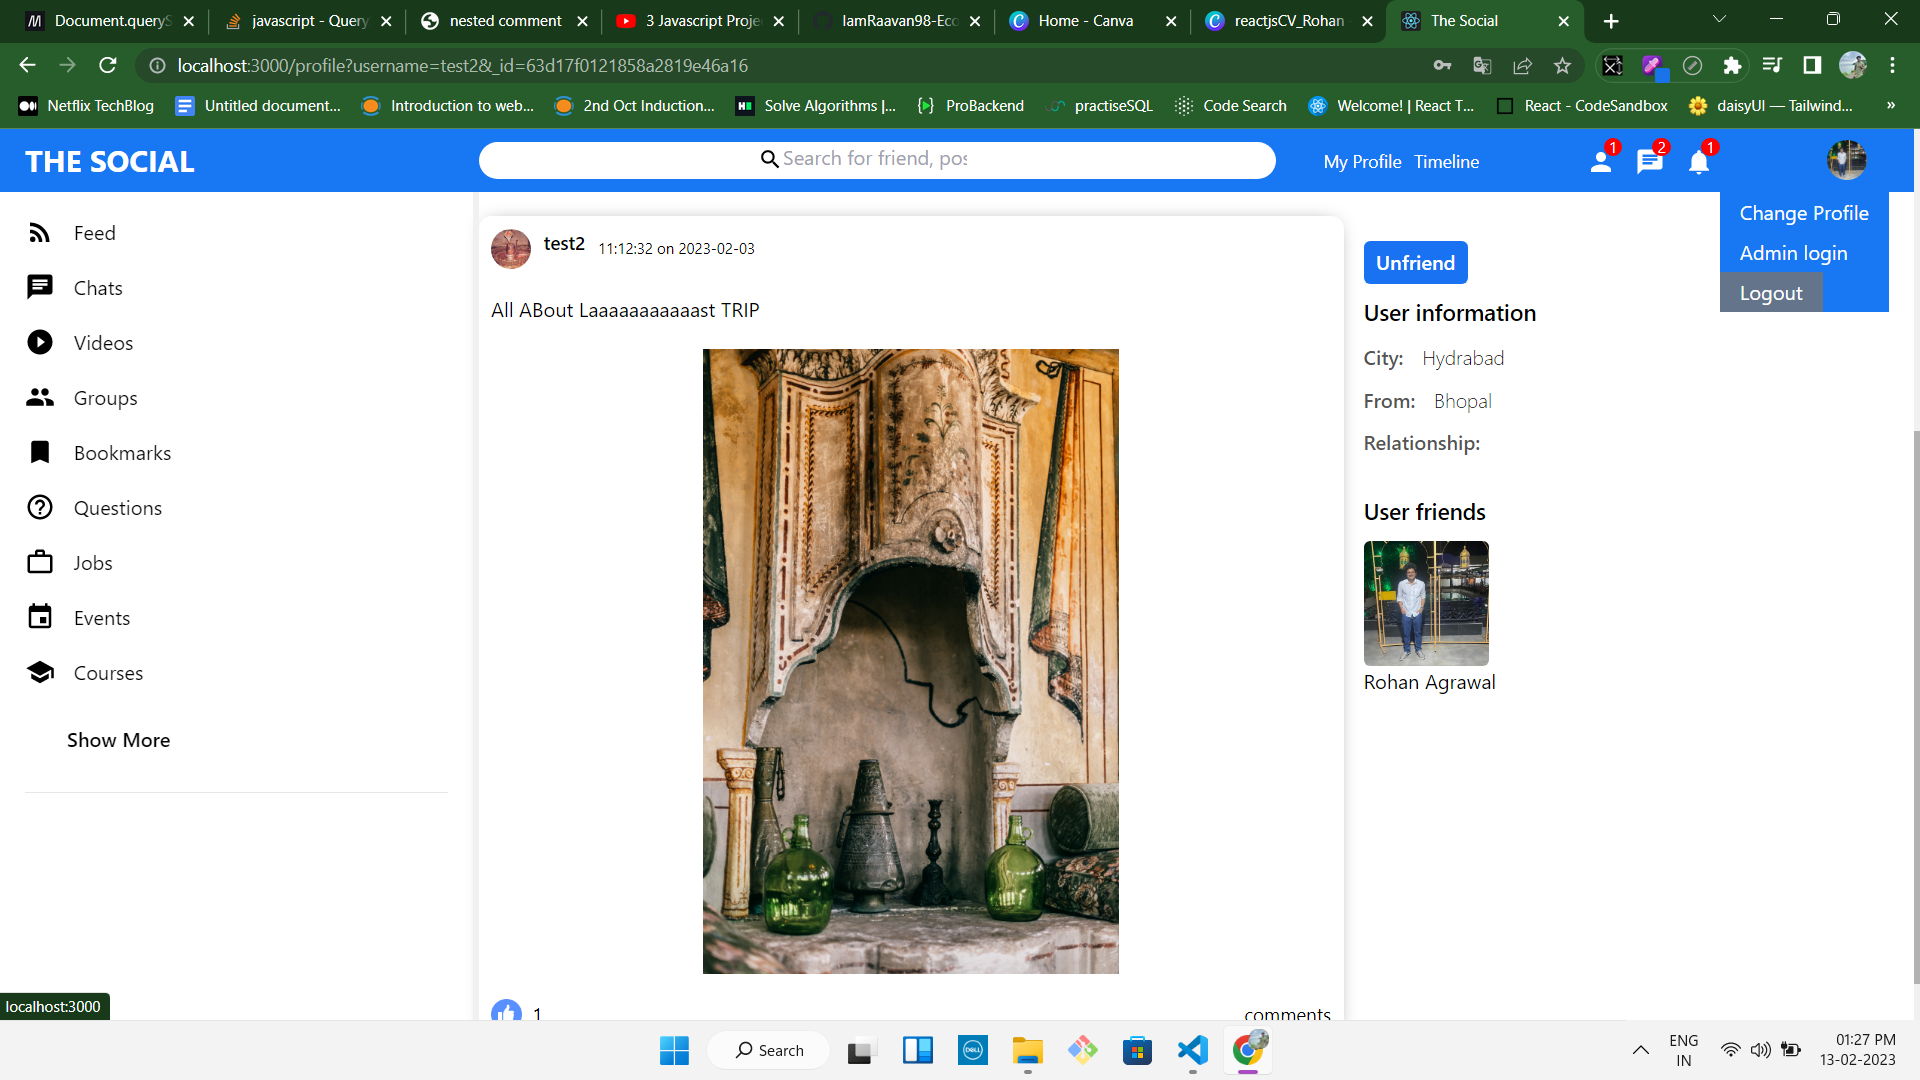 Document.queryS
javascript - Query
nested comment
3 Javascript Proje
IamRaavan98-Eco
Home - Canva
reactjsCV_Rohan
The Social
localhost:3000/profile?username=test2&_id=63d17f0121858a2819e46a16
Netflix TechBlog
Untitled document...
Introduction to web...
2nd Oct Induction...
Solve Algorithms |...
ProBackend
practiseSQL
Code Search
Welcome! | React T...
React - CodeSandbox
daisyUI — Tailwind...
»
THE SOCIAL
Search for friend, pos
My Profile
Timeline
1
2
1
Change Profile
Admin login
Logout
Feed
Chats
Videos
Groups
Bookmarks
Questions
Jobs
Events
Courses
Show More
test2
11:12:32 on 2023-02-03
All ABout Laaaaaaaaaaast TRIP
1
comments
Unfriend
User information
City: Hydrabad
From: Bhopal
Relationship:
User friends
Rohan Agrawal
localhost:3000
Search
DELL
ENG
IN
01:27 PM
13-02-2023